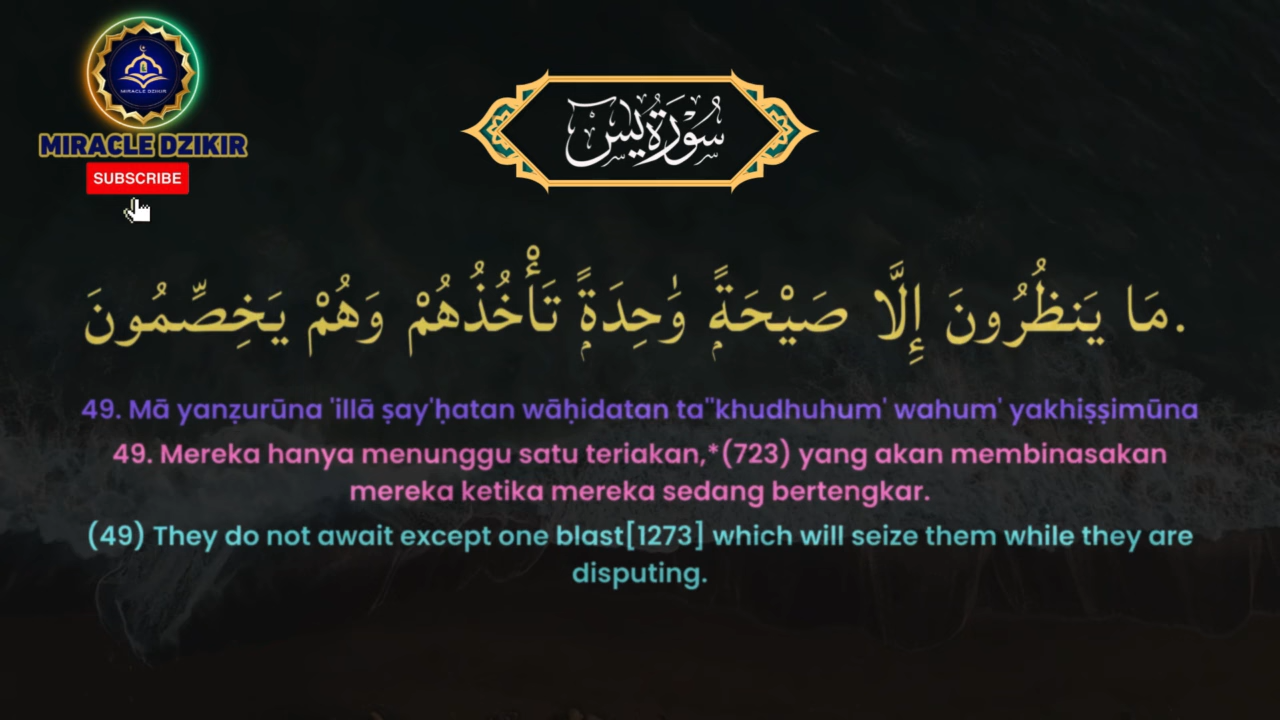 MIRACLE DZIKIR
MIRACLE DZIKIR
SUBSCRIBE
سُوْرَةُ يٰسٓ
مَا يَنظُرُونَ إِلَّا صَيْحَةًۭ وَٰحِدَةًۭ تَأْخُذُهُمْ وَهُمْ يَخِصِّمُونَ.
49. Mā yanẓurūna 'illā ṣay'ḥatan wāḥidatan ta''khudhuhum' wahum' yakhiṣṣimūna
49. Mereka hanya menunggu satu teriakan,*(723) yang akan membinasakan
mereka ketika mereka sedang bertengkar.
(49) They do not await except one blast[1273] which will seize them while they are
disputing.